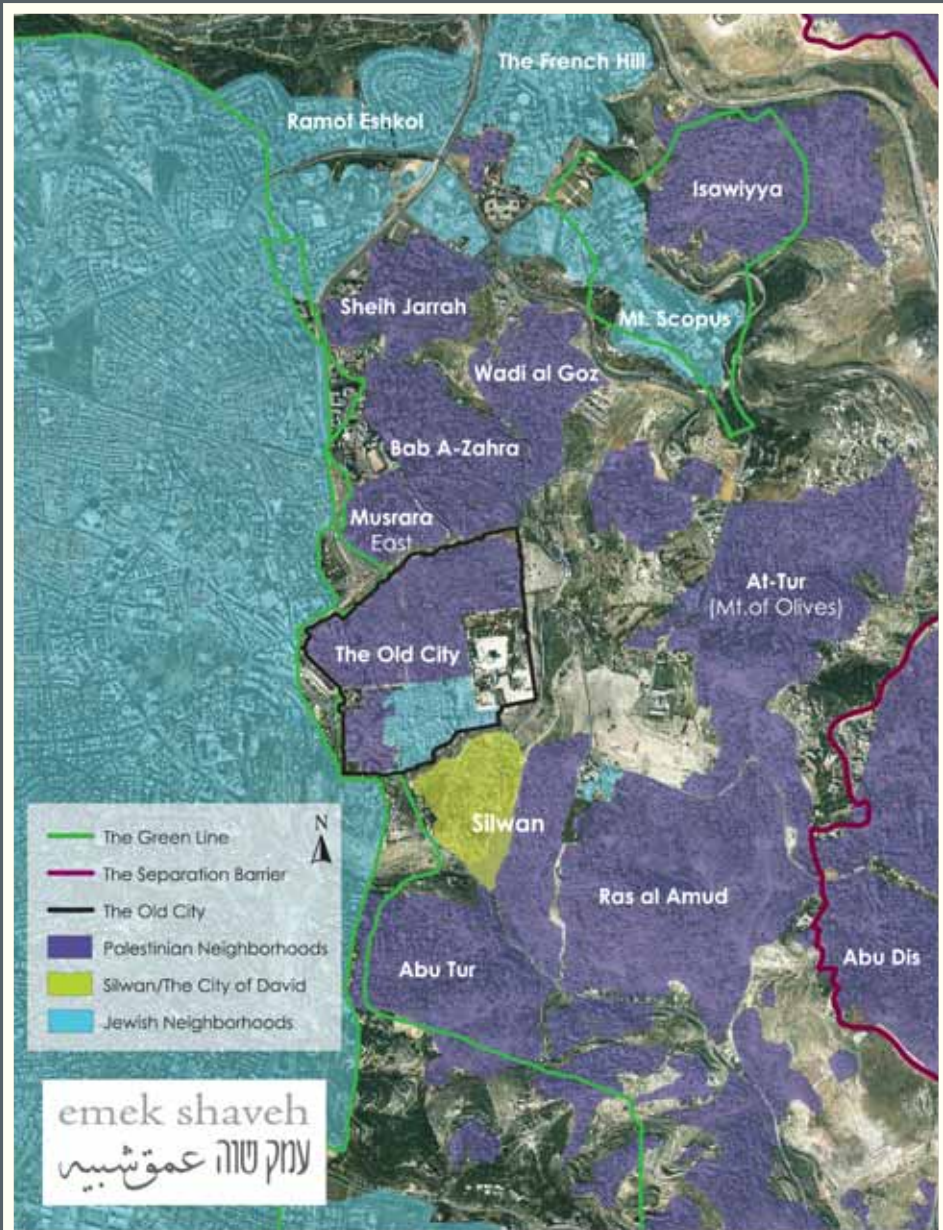 The French Hill
Ramot Eshkol
Isawiyya
Sheih Jarrah
Mt. Scopus
Wadi al Goz
Bab A-Zahra
Musrara
East
At-Tur
(Mt.of Olives)
The Old City
Silwan
Ras al Amud
Abu Tur
Abu Dis
N
The Green Line
The Separation Barrier
The Old City
Palestinian Neighborhoods
Silwan/The City of David
Jewish Neighborhoods
emek shaveh
עמק שווה عمق شبيه